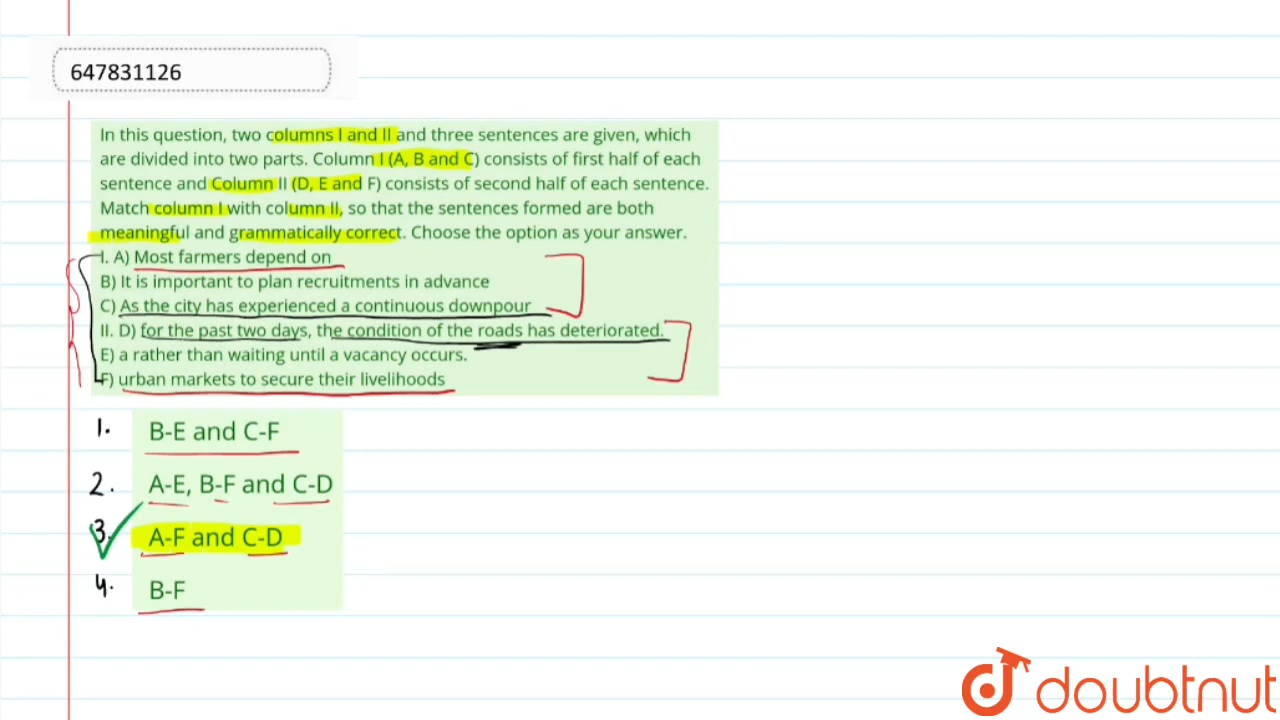 647831126
In this question, two columns I and II and three sentences are given, which
are divided into two parts. Column I (A, B and C) consists of first half of each
sentence and Column II (D, E and F) consists of second half of each sentence.
Match column I with column II, so that the sentences formed are both
meaningful and grammatically correct. Choose the option as your answer.
I. A) Most farmers depend on
B) It is important to plan recruitments in advance
C) As the city has experienced a continuous downpour
II. D) for the past two days, the condition of the roads has deteriorated.
E) a rather than waiting until a vacancy occurs.
F) urban markets to secure their livelihoods
1. B-E and C-F
2. A-E, B-F and C-D
3. A-F and C-D
4. B-F
doubtnut